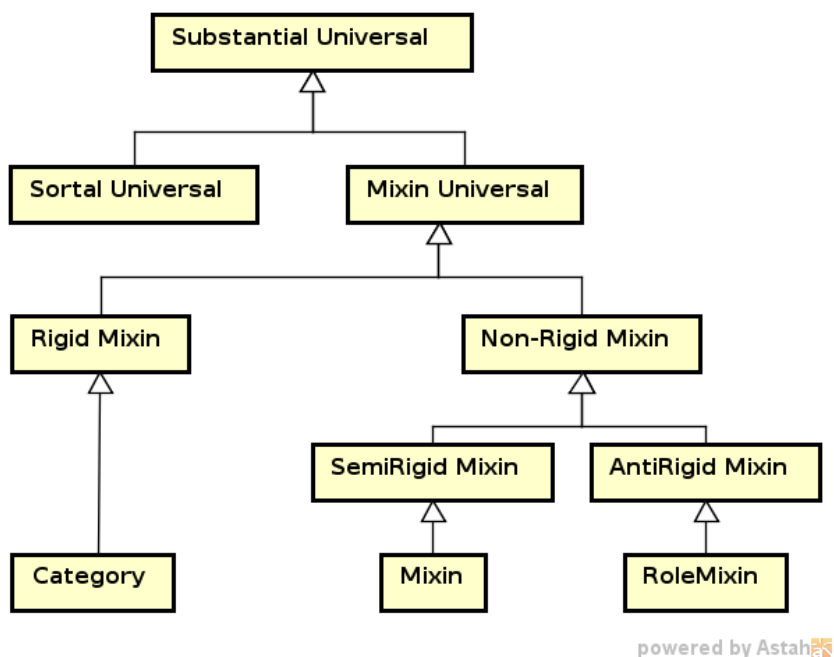 Substantial Universal
Sortal Universal
Mixin Universal
Rigid Mixin
Non-Rigid Mixin
SemiRigid Mixin
AntiRigid Mixin
Category
Mixin
RoleMixin
powered by Astah